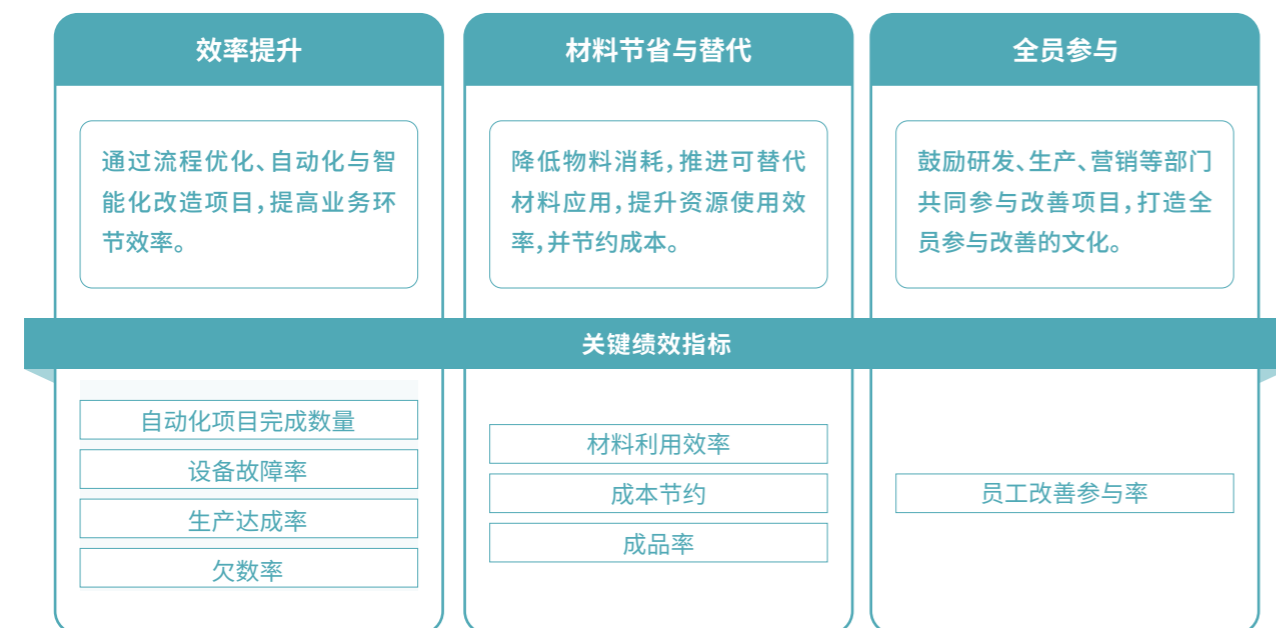 效率提升
通过流程优化、自动化与智
能化改造项目,提高业务环
节效率。
材料节省与替代
降低物料消耗,推进可替代
材料应用,提升资源使用效
率,并节约成本。
全员参与
鼓励研发、生产、营销等部门
共同参与改善项目,打造全
员参与改善的文化。
关键绩效指标
自动化项目完成数量
设备故障率
生产达成率
欠数率
材料利用效率
成本节约
成品率
员工改善参与率